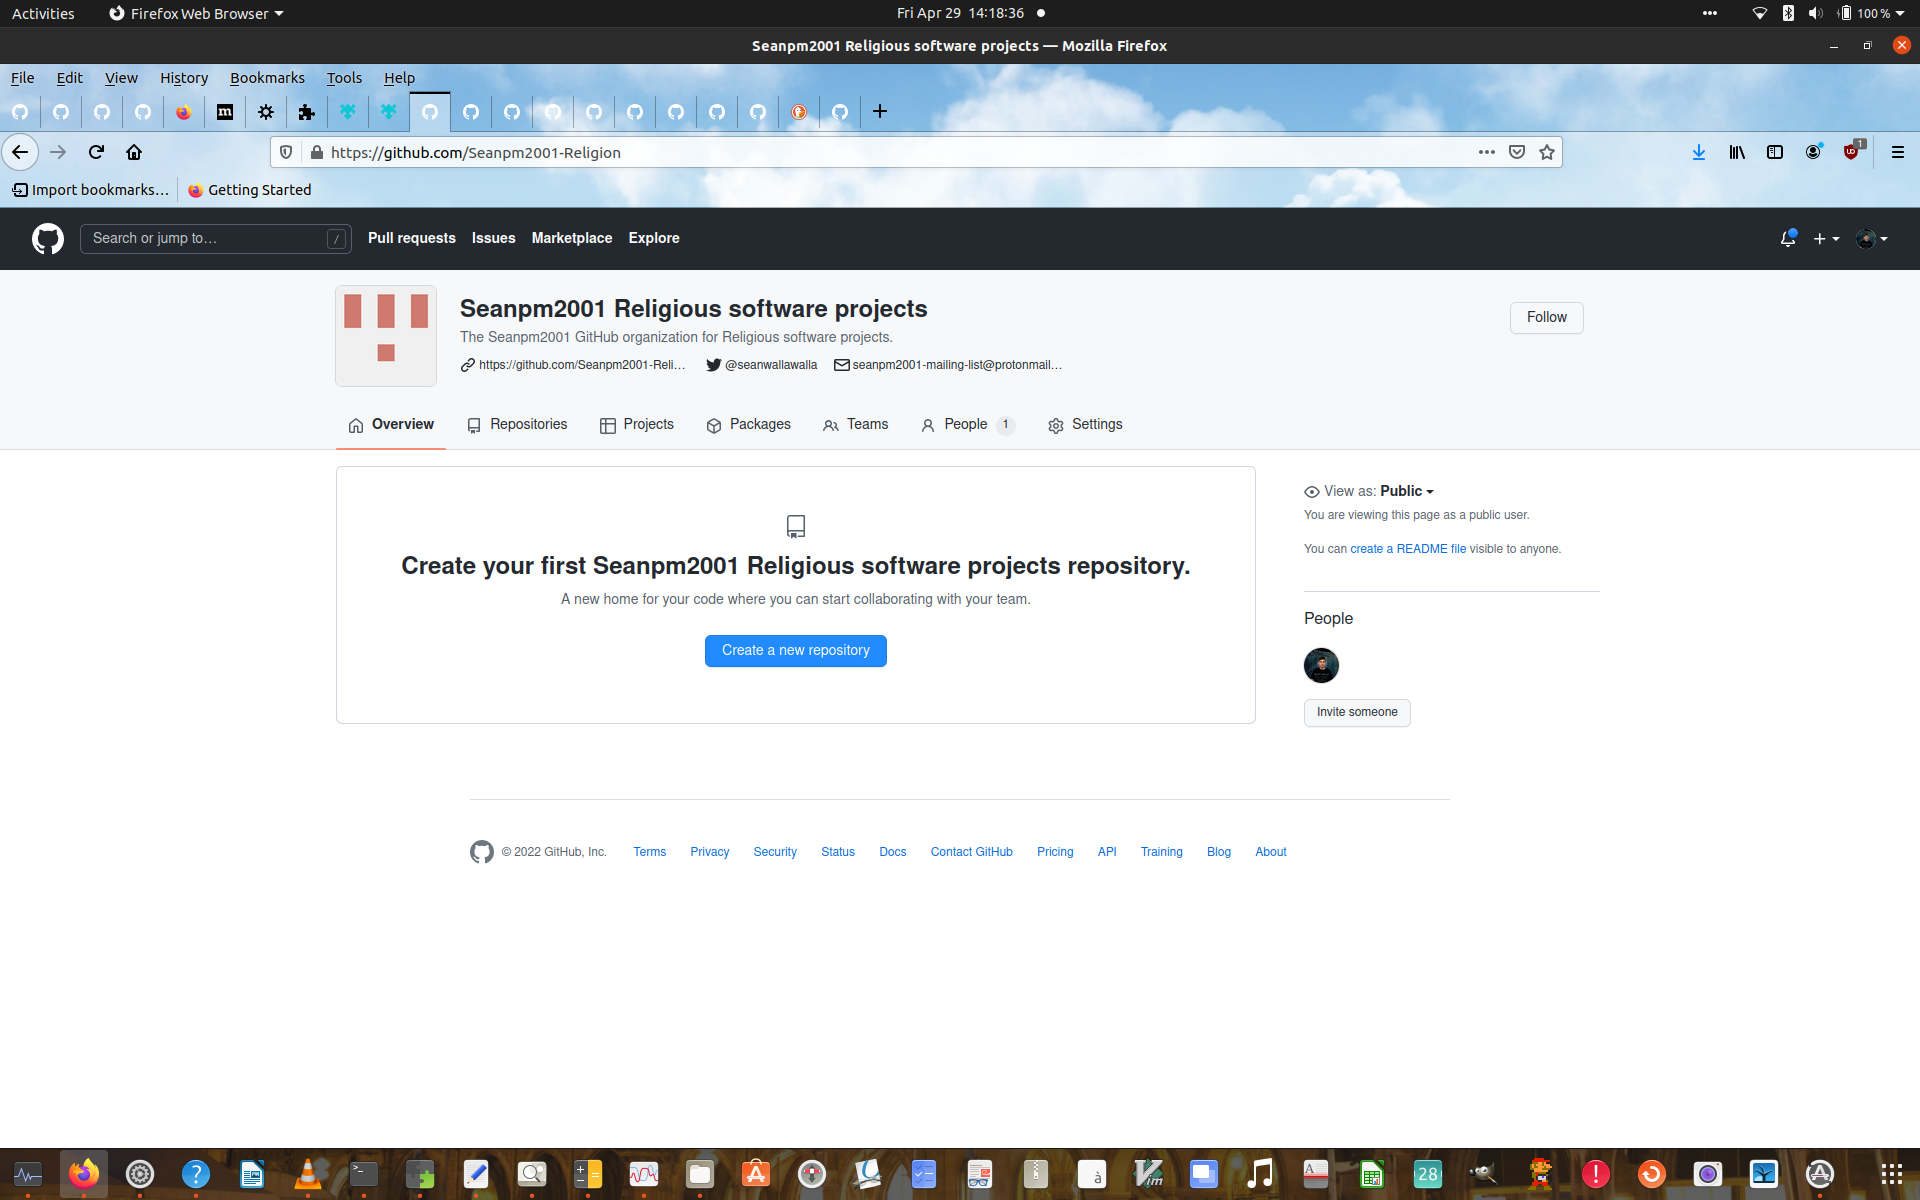 Activities Firefox Web Browser Fri Apr 29 14:18:36 100 %
Seanpm2001 Religious software projects — Mozilla Firefox
File Edit View History Bookmarks Tools Help
m
https://github.com/Seanpm2001-Religion 1
Import bookmarks… Getting Started
Search or jump to… / Pull requests Issues Marketplace Explore
Seanpm2001 Religious software projects
Follow
The Seanpm2001 GitHub organization for Religious software projects.
https://github.com/Seanpm2001-Reli… @seanwallawalla seanpm2001-mailing-list@protonmail…
Overview Repositories Projects Packages Teams People 1 Settings
View as: Public
You are viewing this page as a public user.
You can create a README file visible to anyone.
Create your first Seanpm2001 Religious software projects repository.
A new home for your code where you can start collaborating with your team.
Create a new repository
People
Invite someone
© 2022 GitHub, Inc. Terms Privacy Security Status Docs Contact GitHub Pricing API Training Blog About
? >_ à Vim A 28 !